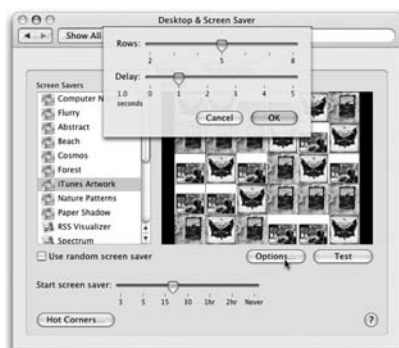 Desktop & Screen Saver
Show All
Rows:
2 5 8
Delay:
1.0 seconds
0 1 2 3 4 5
Cancel OK
Screen Savers
Computer N
Flurry
Abstract
Beach
Cosmos
Forest
iTunes Artwork
Nature Patterns
Paper Shadow
RSS Visualizer
Spectrum
Use random screen saver
Options... Test
Start screen saver:
3 5 15 30 1hr 2hr Never
Hot Corners... ?